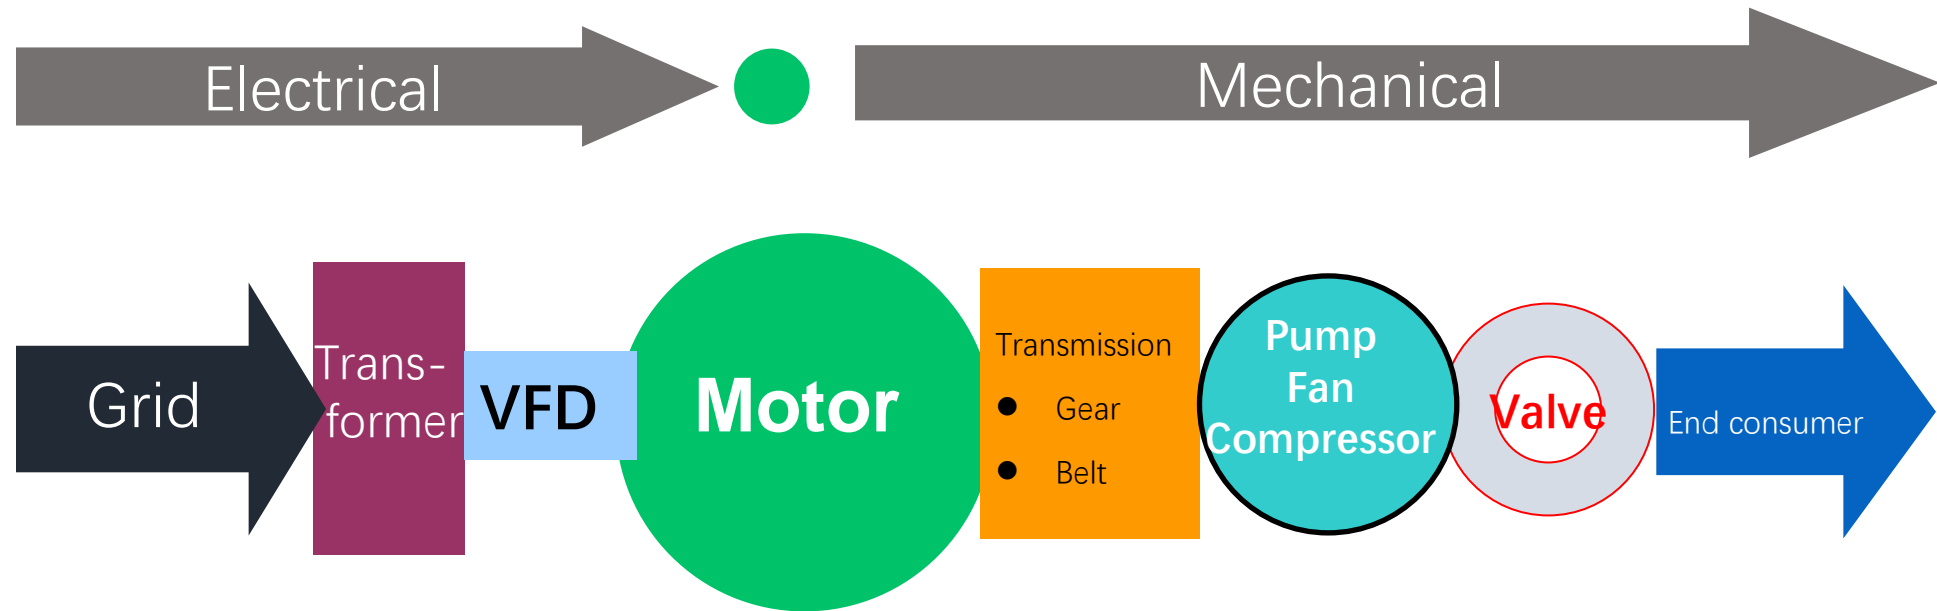 Electrical
Mechanical
Grid
Trans-
former
VFD
Motor
Transmission
● Gear
● Belt
Pump
Fan
Compressor
Valve
End consumer